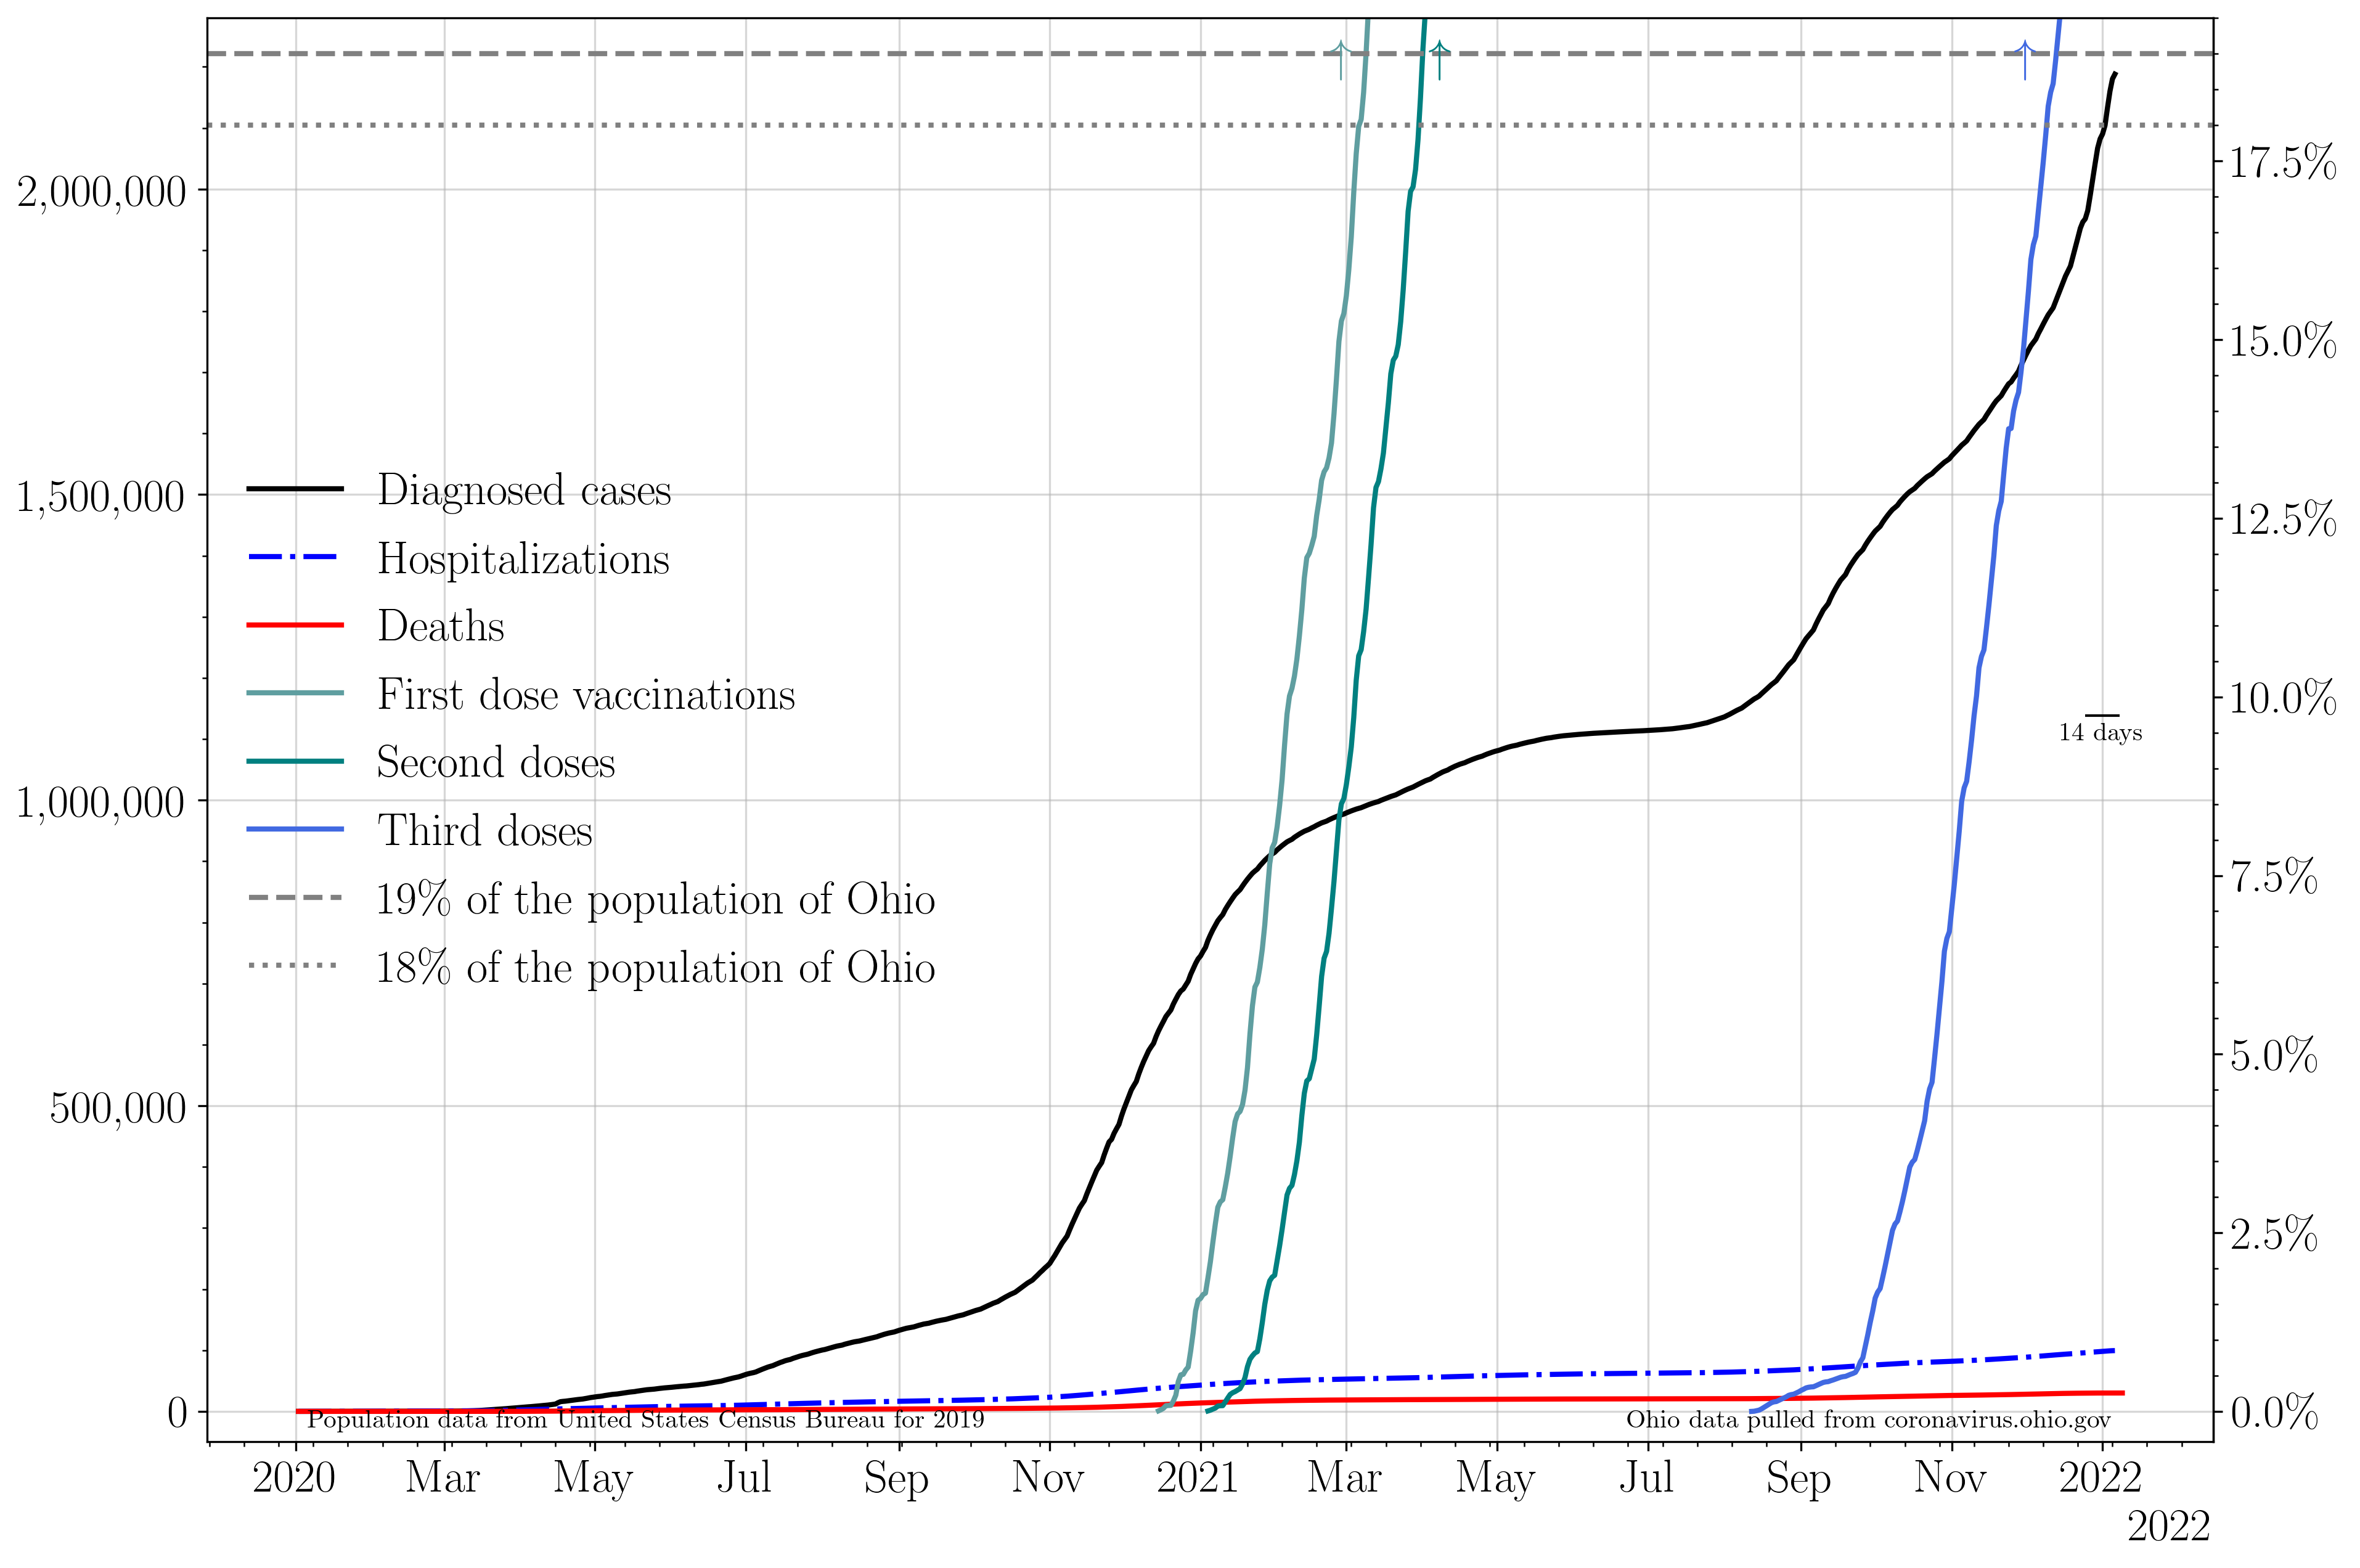 2,000,000
1,500,000
1,000,000
500,000
0
17.5%
15.0%
12.5%
10.0%
7.5%
5.0%
2.5%
0.0%
Diagnosed cases
Hospitalizations
Deaths
First dose vaccinations
Second doses
Third doses
19% of the population of Ohio
18% of the population of Ohio
14 days
Population data from United States Census Bureau for 2019
Ohio data pulled from coronavirus.ohio.gov
2020 Mar May Jul Sep Nov 2021 Mar May Jul Sep Nov 2022
2022